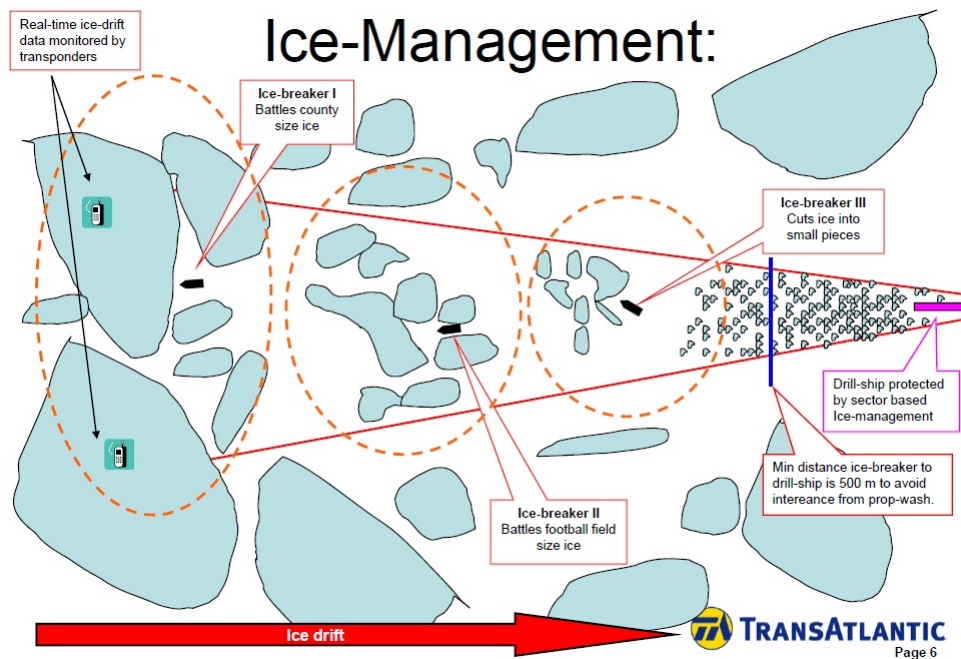 Ice-Management:
Real-time ice-drift
data monitored by
transponders
Ice-breaker I
Battles county
size ice
Ice-breaker III
Cuts ice into
small pieces
Drill-ship protected
by sector based
Ice-management
Min distance ice-breaker to
drill-ship is 500 m to avoid
intereance from prop-wash.
Ice-breaker II
Battles football field
size ice
Ice drift
TRANSATLANTIC
Page 6